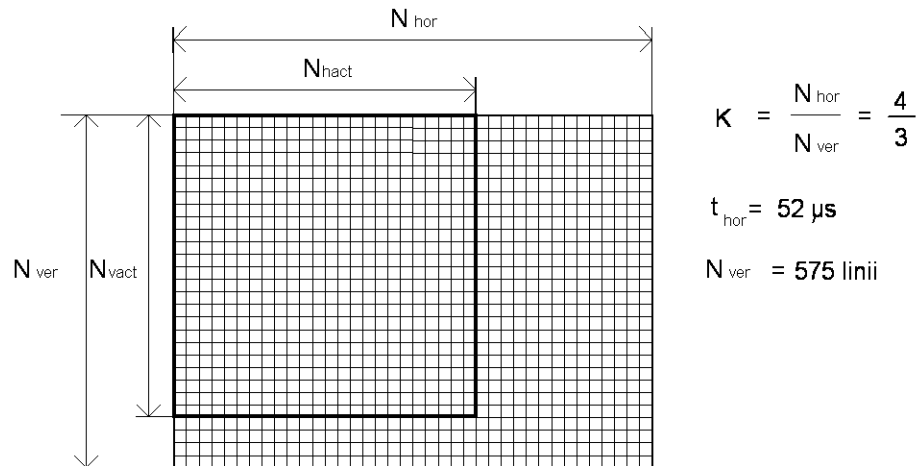 N hor
Nhact
N ver
Nvact
K = N hor / N ver = 4 / 3
t hor = 52 µs
N ver = 575 linii